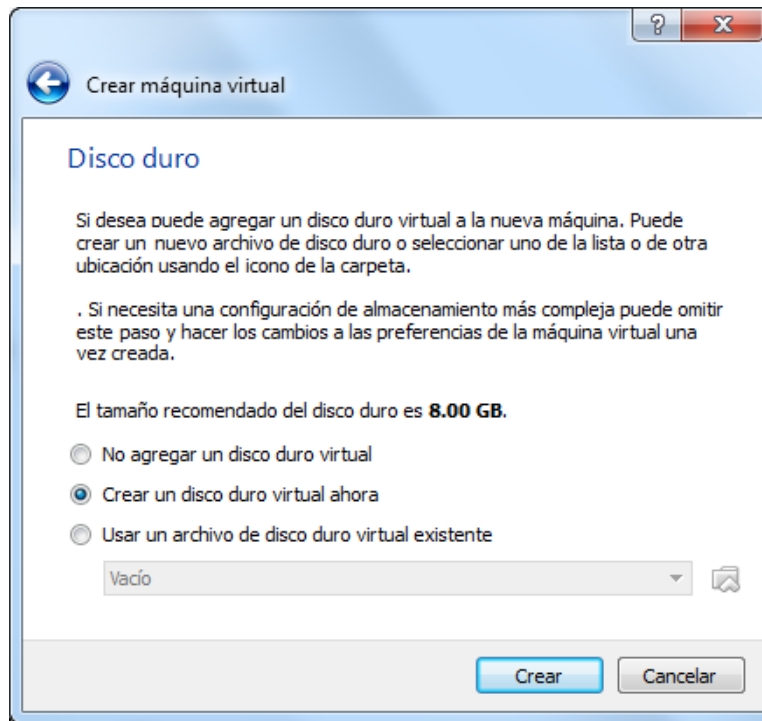 Crear máquina virtual
Disco duro
Si desea puede agregar un disco duro virtual a la nueva máquina. Puede
crear un nuevo archivo de disco duro o seleccionar uno de la lista o de otra
ubicación usando el icono de la carpeta.
. Si necesita una configuración de almacenamiento más compleja puede omitir
este paso y hacer los cambios a las preferencias de la máquina virtual una
vez creada.
El tamaño recomendado del disco duro es 8.00 GB.
No agregar un disco duro virtual
Crear un disco duro virtual ahora
Usar un archivo de disco duro virtual existente
Vacío
Crear
Cancelar